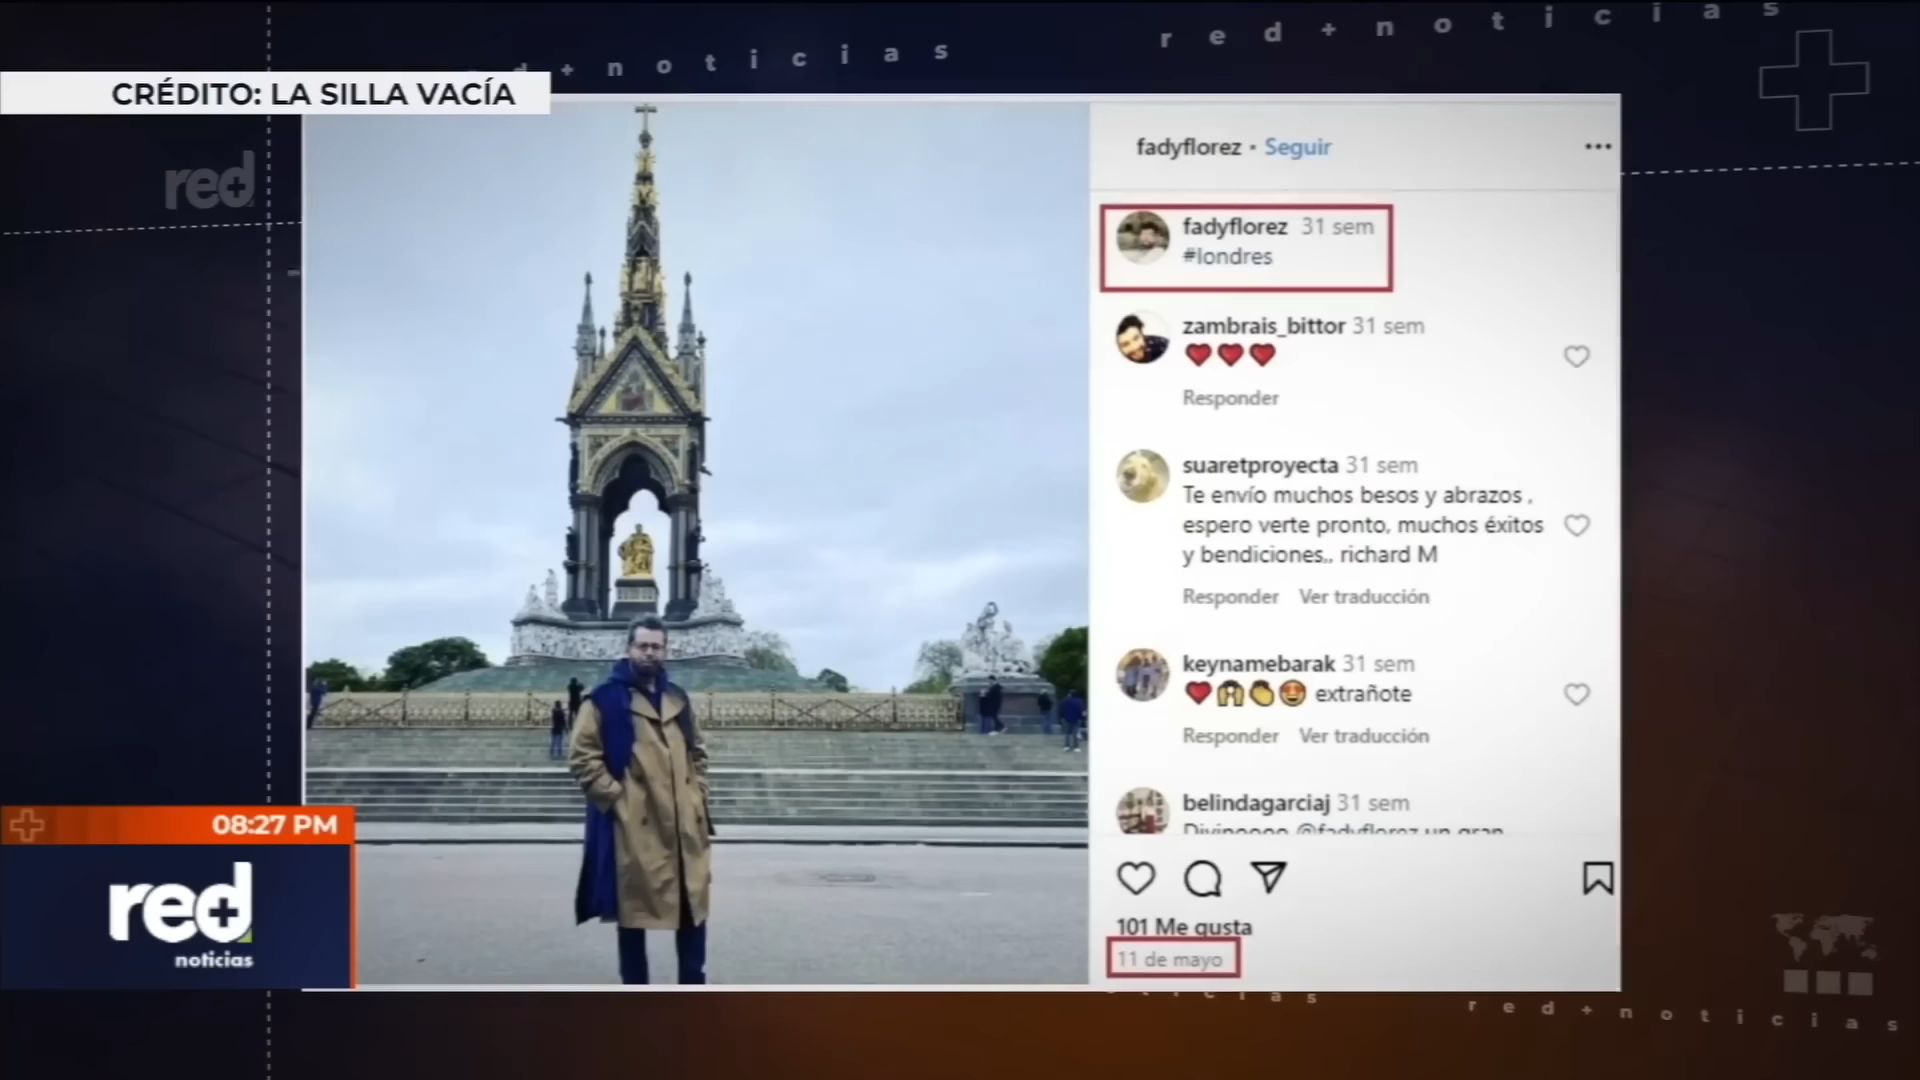 red+noticias
+noticias
CRÉDITO: LA SILLA VACÍA
red+
fadyflorez • Seguir
fadyflorez 31 sem
#londres
zambrais_bittor 31 sem
❤️❤️❤️
Responder
suaretproyecta 31 sem
Te envío muchos besos y abrazos ,
espero verte pronto, muchos éxitos
y bendiciones,, richard M
Responder Ver traducción
keynamebarak 31 sem
extrañote
Responder Ver traducción
belindagarciaj 31 sem
@fadyflorez un gran
101 Me gusta
11 de mayo
08:27 PM
red+
noticias
red+noticias